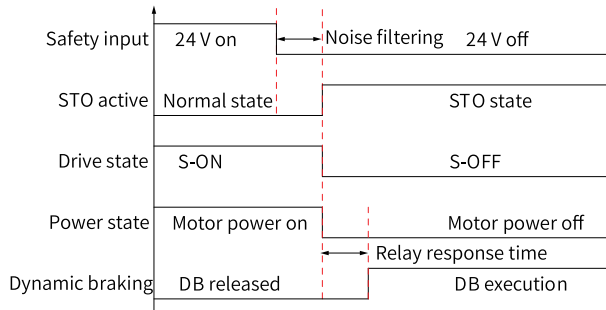 Safety input 24 V on Noise filtering 24 V off
STO active Normal state STO state
Drive state S-ON S-OFF
Power state Motor power on Motor power off
Relay response time
Dynamic braking DB released DB execution